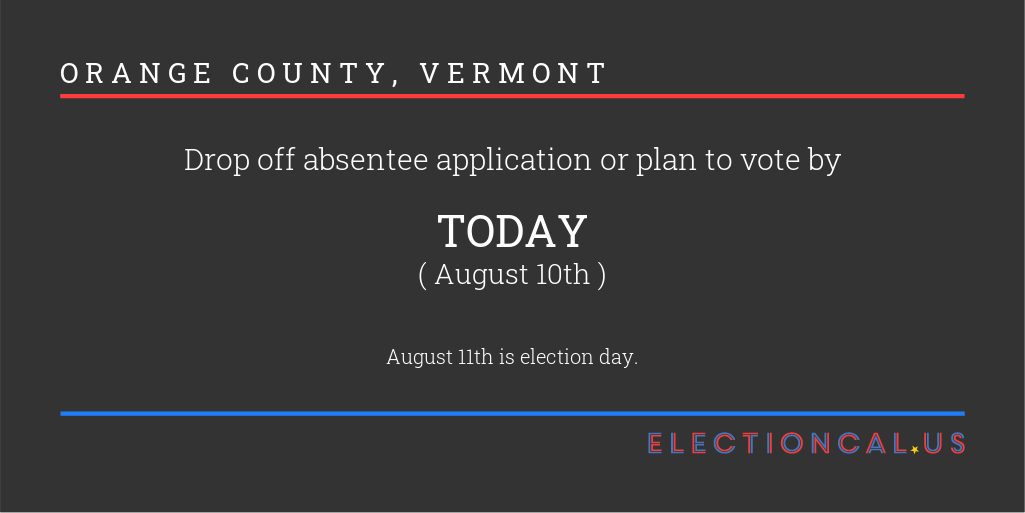 ORANGE COUNTY, VERMONT
Drop off absentee application or plan to vote by
TODAY
( August 10th )
August 11th is election day.
ELECTIONCAL.US